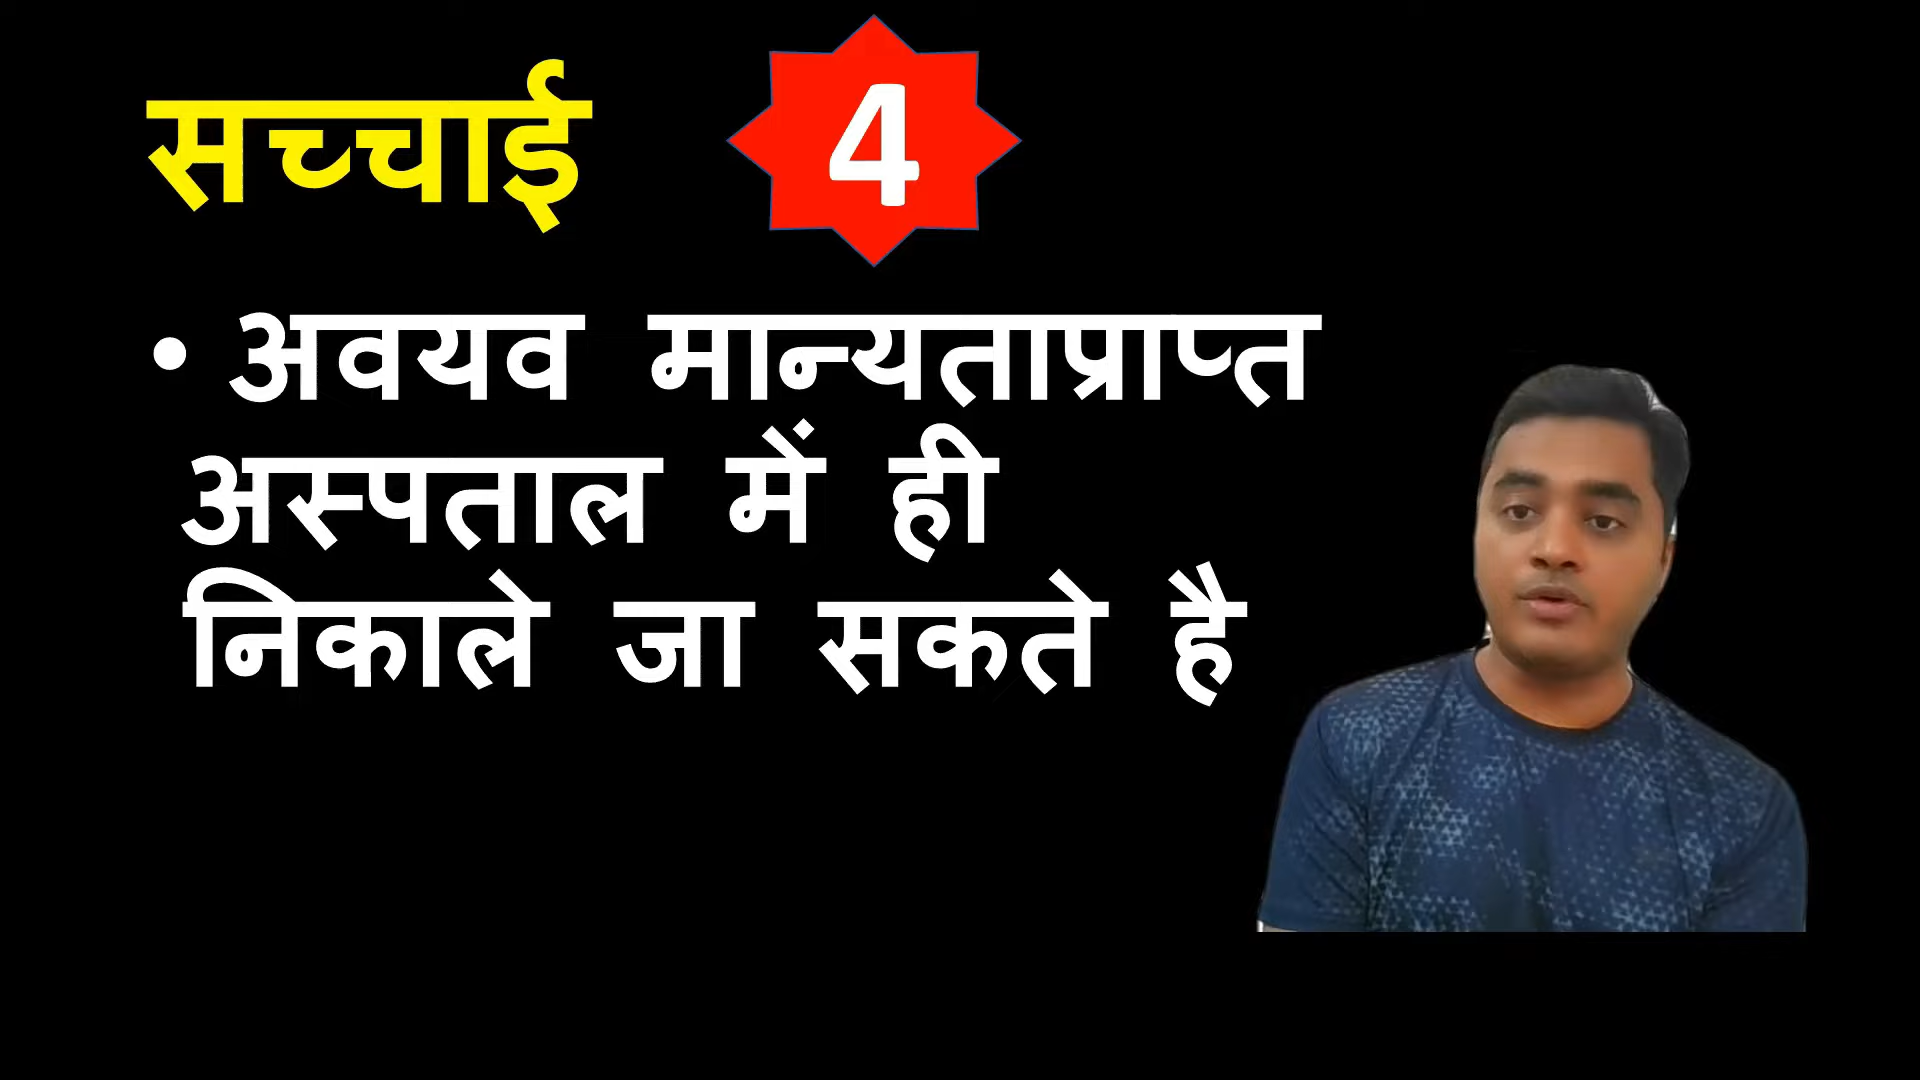 सच्चाई 4
• अवयव मान्यताप्राप्त
अस्पताल में ही
निकाले जा सकते है